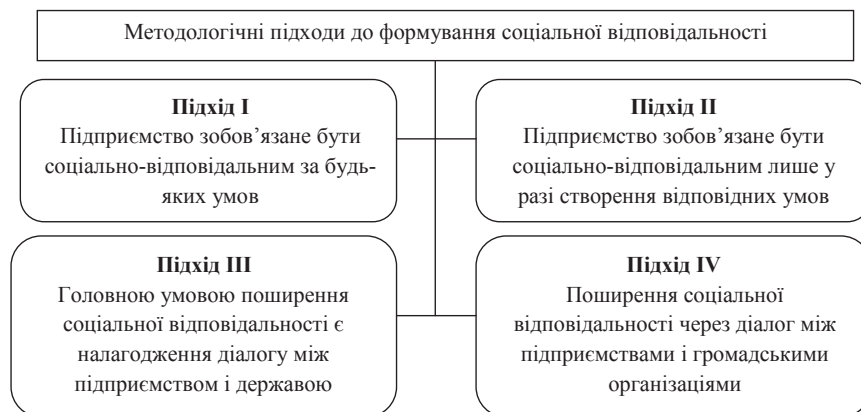 Методологічні підходи до формування соціальної відповідальності
Підхід I
Підприємство зобов’язане бути
соціально-відповідальним за будь-
яких умов
Підхід II
Підприємство зобов’язане бути
соціально-відповідальним лише у
разі створення відповідних умов
Підхід III
Головною умовою поширення
соціальної відповідальності є
налагодження діалогу між
підприємством і державою
Підхід IV
Поширення соціальної
відповідальності через діалог між
підприємствами і громадськими
організаціями